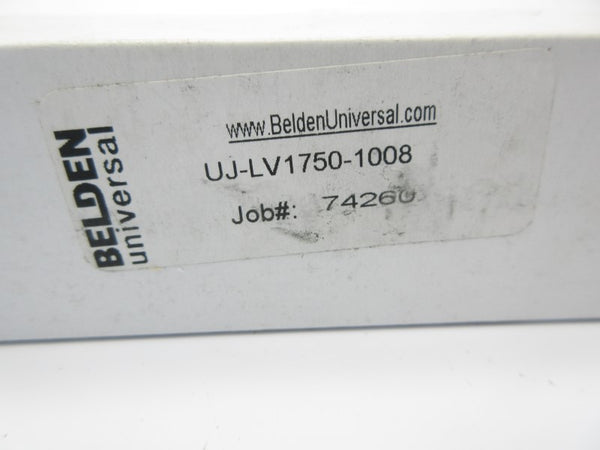 BELDEN
universal
www.BeldenUniversal.com
UJ-LV1750-1008
Job#: 74260